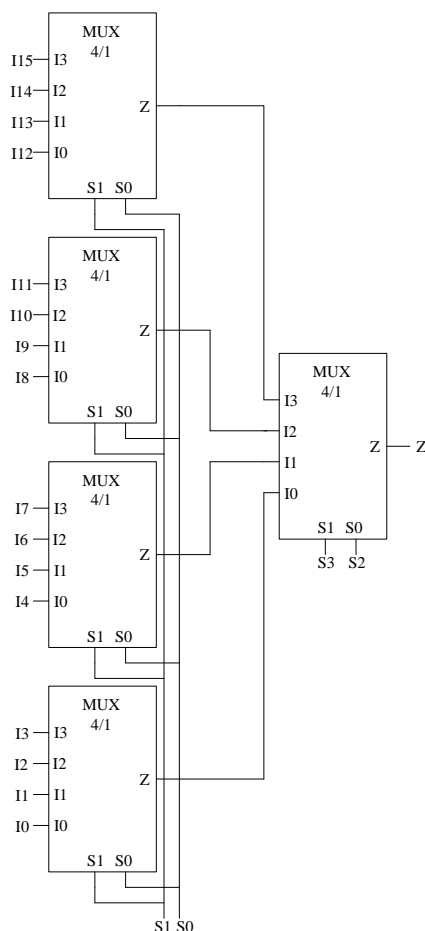 MUX
4/1
I15 I3
I14 I2
Z
I13 I1
I12 I0
S1 S0
MUX
4/1
I11 I3
I10 I2
Z
I9 I1
I8 I0
S1 S0
MUX
4/1
I3
I2
Z Z
I1
I0
S1 S0
S3 S2
MUX
4/1
I7 I3
I6 I2
Z
I5 I1
I4 I0
S1 S0
MUX
4/1
I3 I3
I2 I2
Z
I1 I1
I0 I0
S1 S0
S1 S0